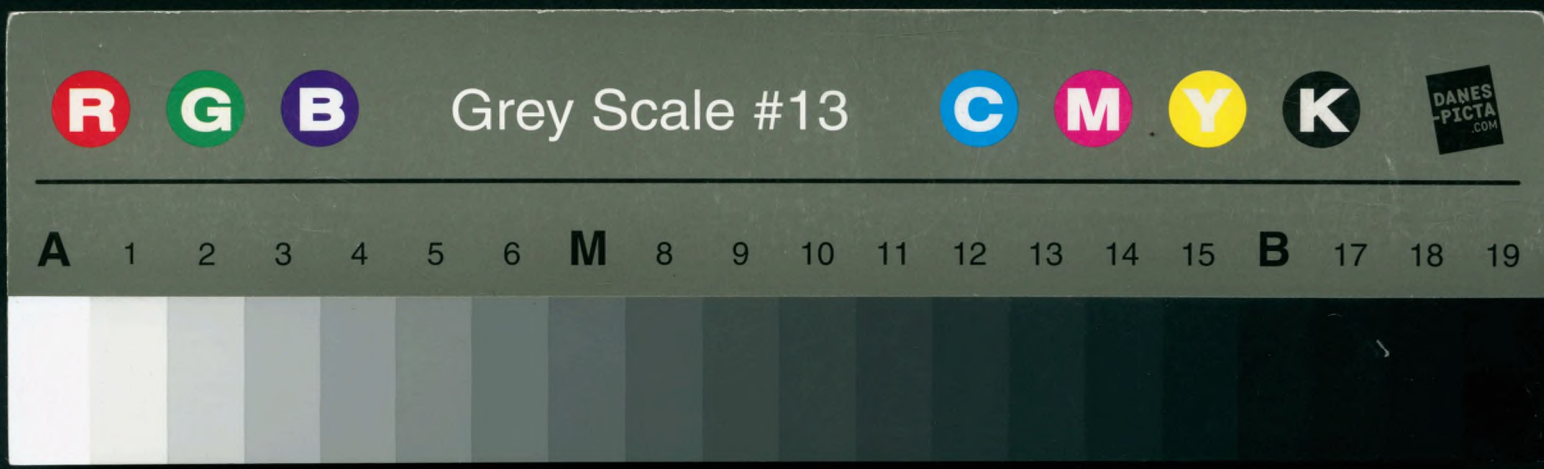 R G B Grey Scale #13 C M Y K
DANES
-PICTA
.COM
A 1 2 3 4 5 6 M 8 9 10 11 12 13 14 15 B 17 18 19